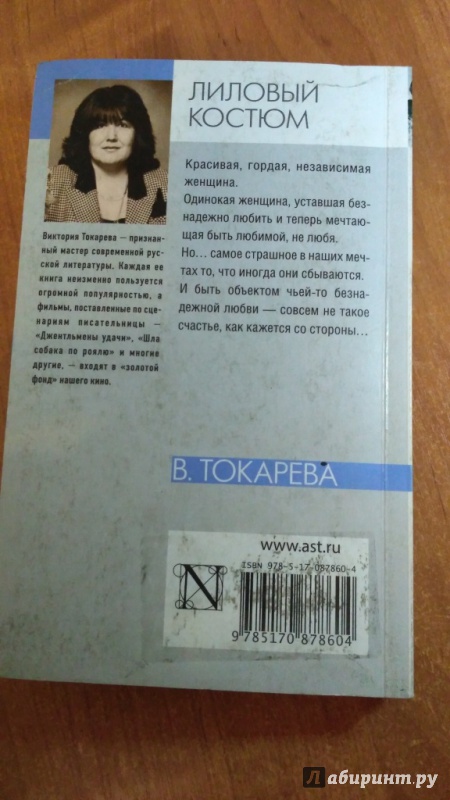 ЛИЛОВЫЙ
КОСТЮМ
Красивая, гордая, независимая
женщина.
Одинокая женщина, уставшая без-
надежно любить и теперь мечтаю-
щая быть любимой, не любя.
Но... самое страшное в наших меч-
тах то, что иногда они сбываются.
И быть объектом чьей-то безна-
дежной любви — совсем не такое
счастье, как кажется со стороны...
Виктория Токарева — признан-
ный мастер современной рус-
ской литературы. Каждая ее
книга неизменно пользуется
огромной популярностью, а
фильмы, поставленные по сце-
нариям писательницы —
«Джентльмены удачи», «Шла
собака по роялю» и многие
другие, — входят в «золотой
фонд» нашего кино.
В. ТОКАРЕВА
www.ast.ru
ISBN 978-5-17-087860-4
N
9 785170 878604
Лабиринт.ру